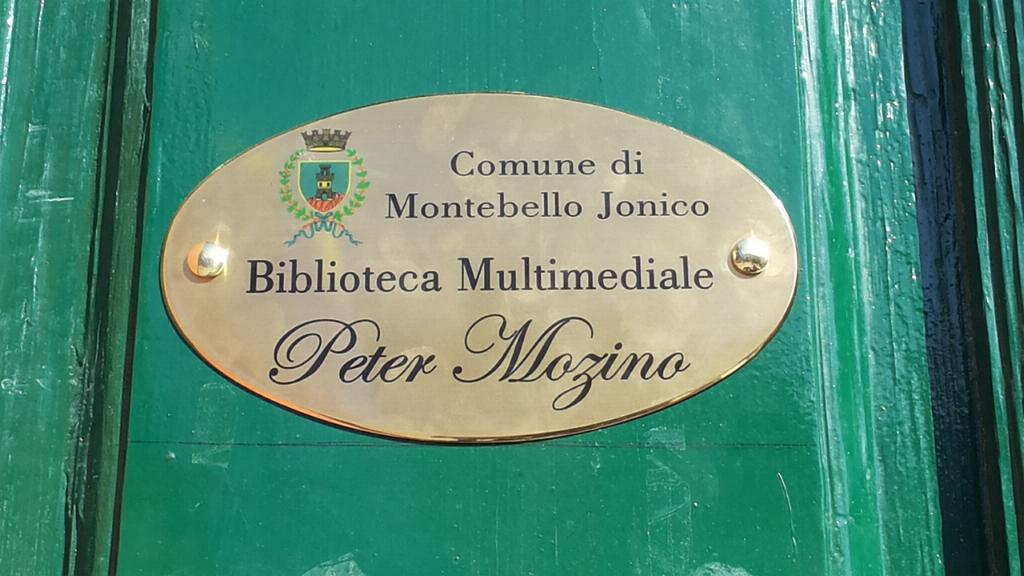 Comune di
Montebello Jonico
Biblioteca Multimediale
Peter Mozino